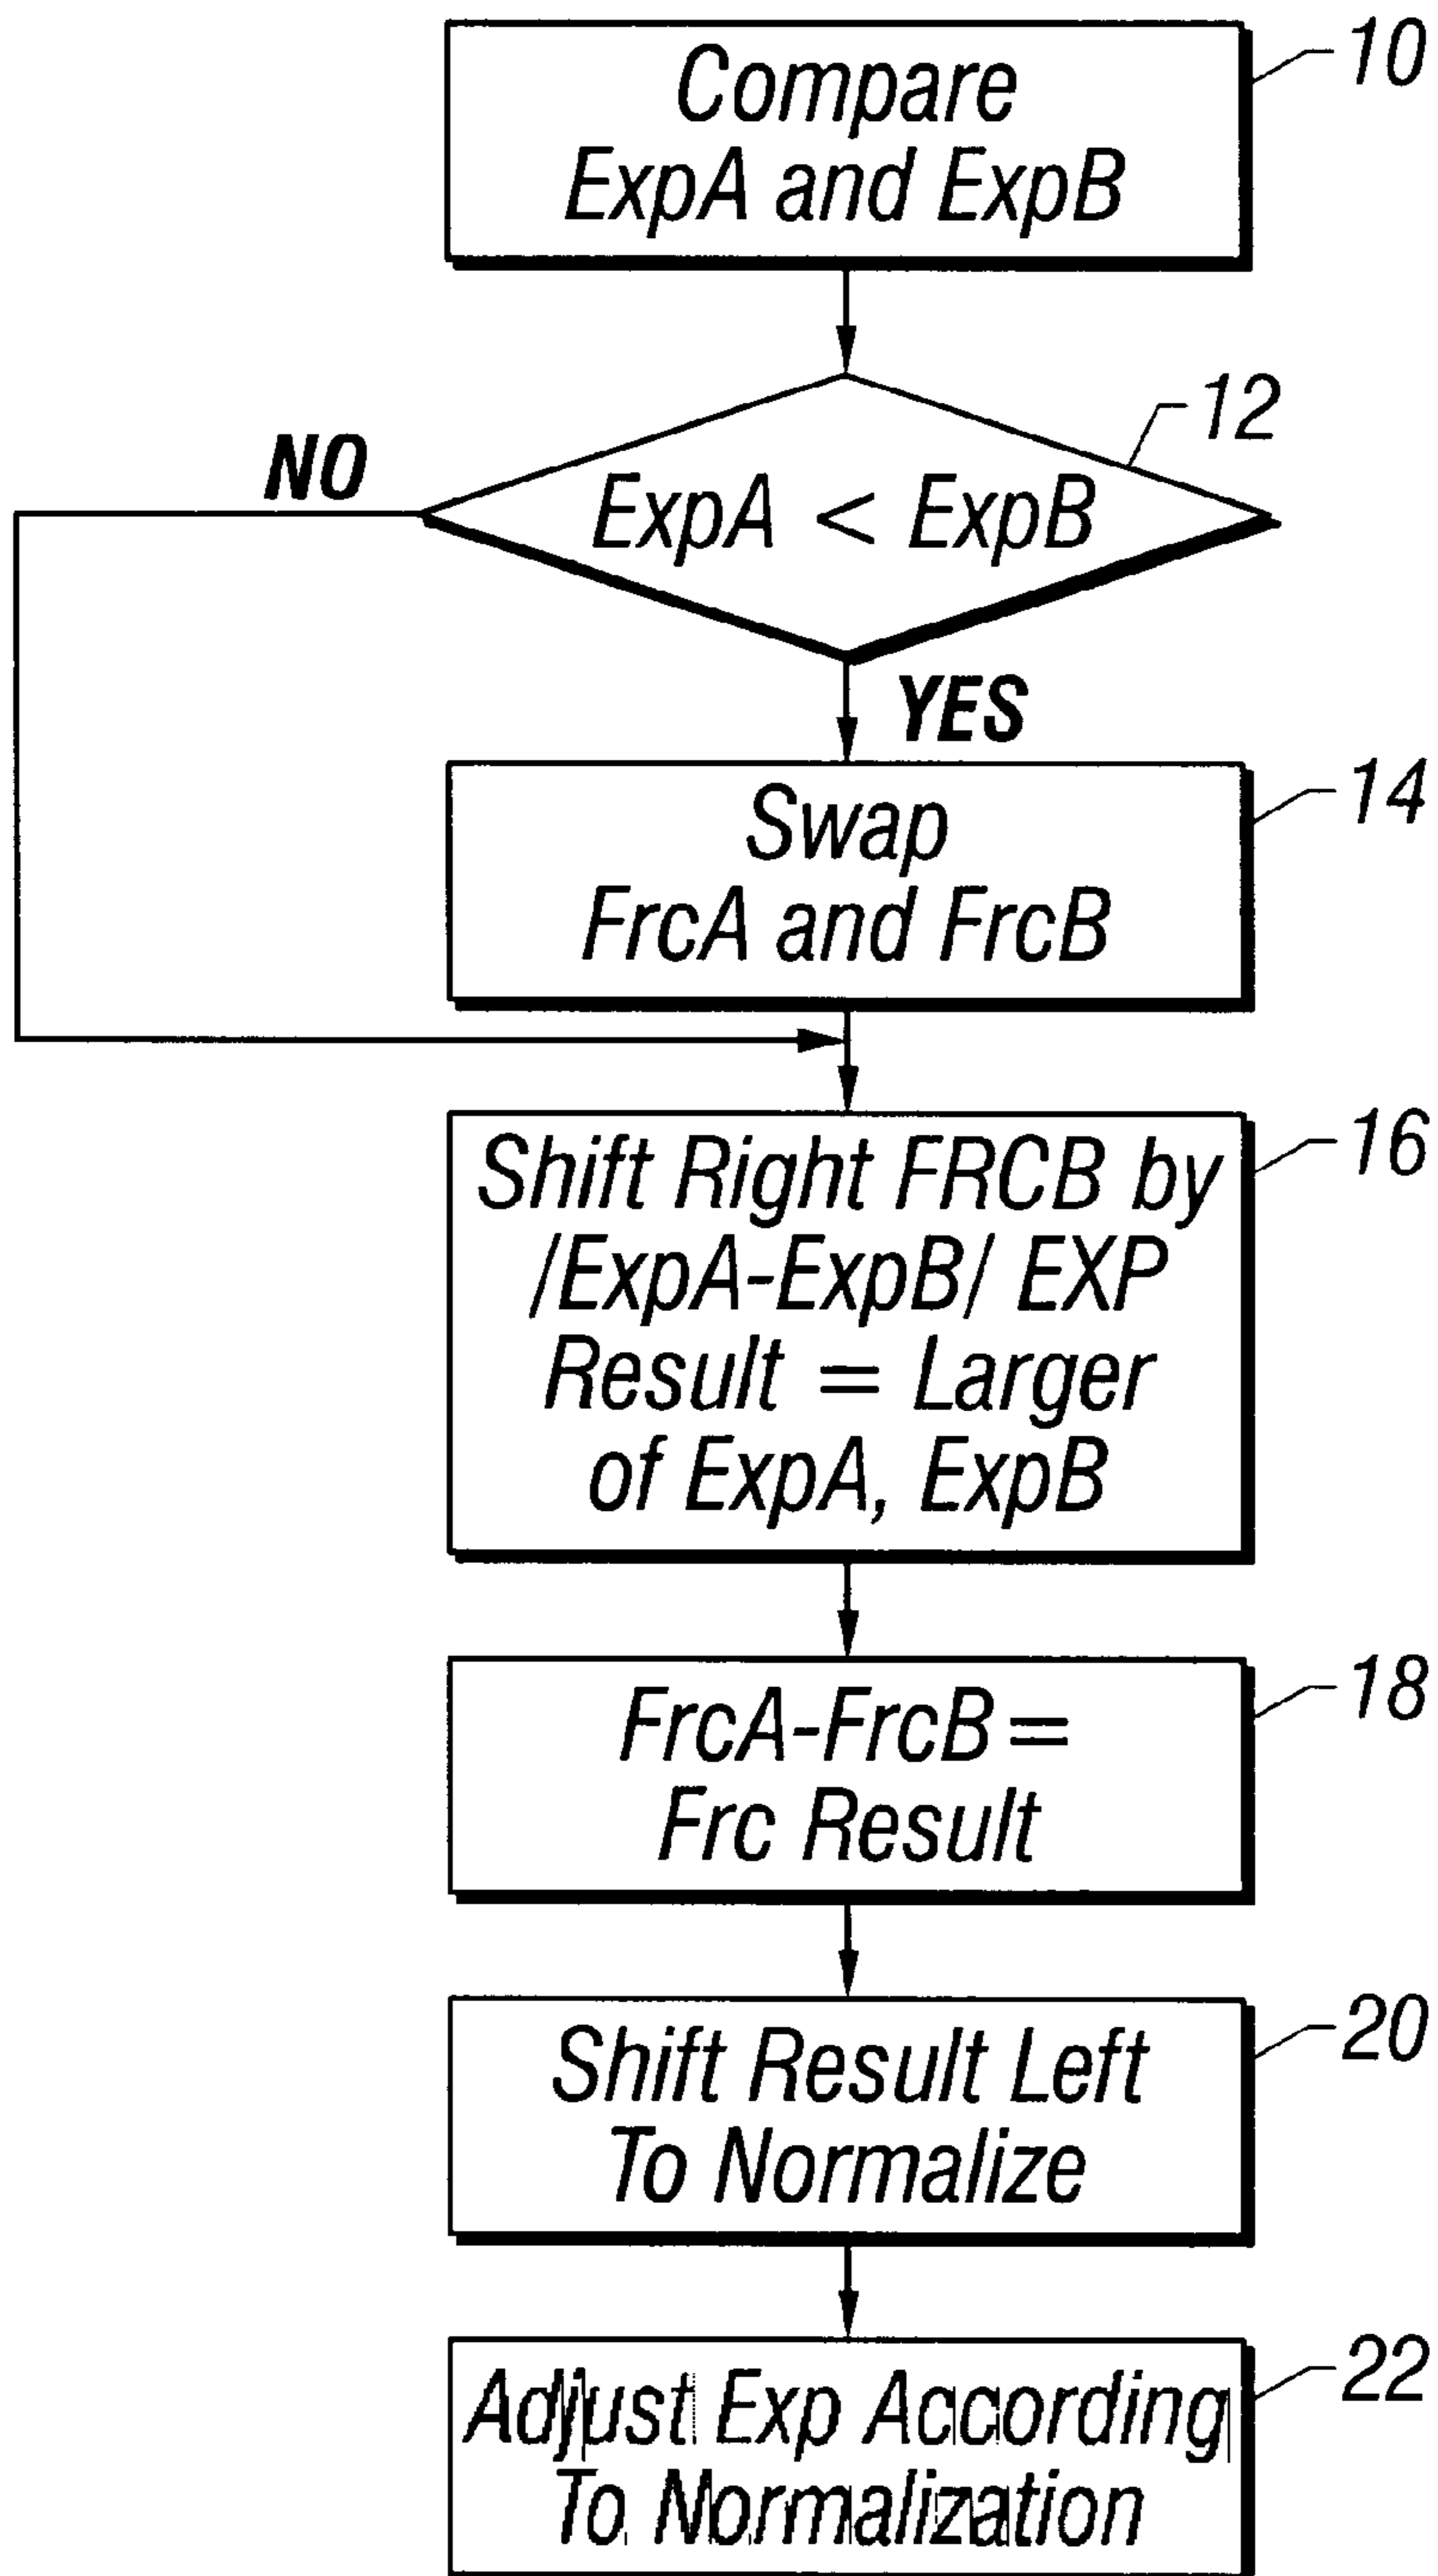 Compare
ExpA and ExpB
10
12
NO
ExpA < ExpB
YES
Swap
FrcA and FrcB
14
Shift Right FRCB by
/ExpA-ExpB/ EXP
Result = Larger
of ExpA, ExpB
16
FrcA-FrcB=
Frc Result
18
Shift Result Left
To Normalize
20
Adjust Exp According
To Normalization
22